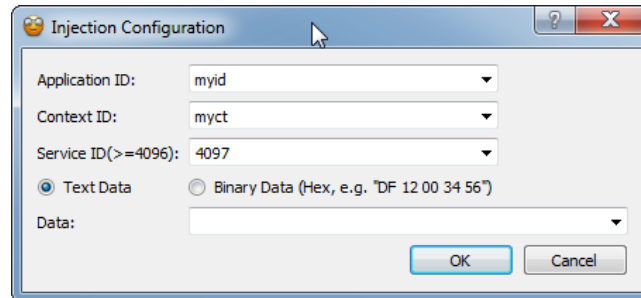 Injection Configuration
Application ID: myid
Context ID: myct
Service ID(>=4096): 4097
Text Data Binary Data (Hex, e.g. "DF 12 00 34 56")
Data:
OK Cancel